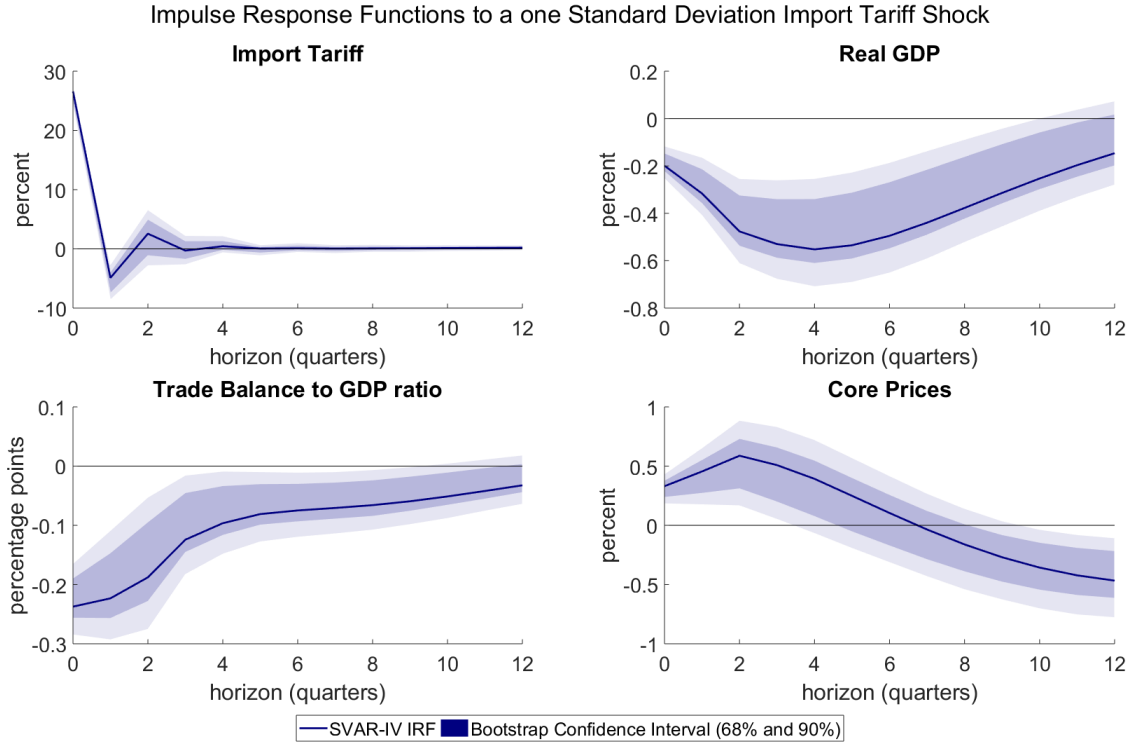 Impulse Response Functions to a one Standard Deviation Import Tariff Shock
Import Tariff
30
20
10
0
-10
percent
0 2 4 6 8 10 12
horizon (quarters)
Real GDP
0.2
0
-0.2
-0.4
-0.6
-0.8
percent
0 2 4 6 8 10 12
horizon (quarters)
Trade Balance to GDP ratio
0.1
0
-0.1
-0.2
-0.3
percentage points
0 2 4 6 8 10 12
horizon (quarters)
Core Prices
1
0.5
0
-0.5
-1
percent
0 2 4 6 8 10 12
horizon (quarters)
SVAR-IV IRF Bootstrap Confidence Interval (68% and 90%)